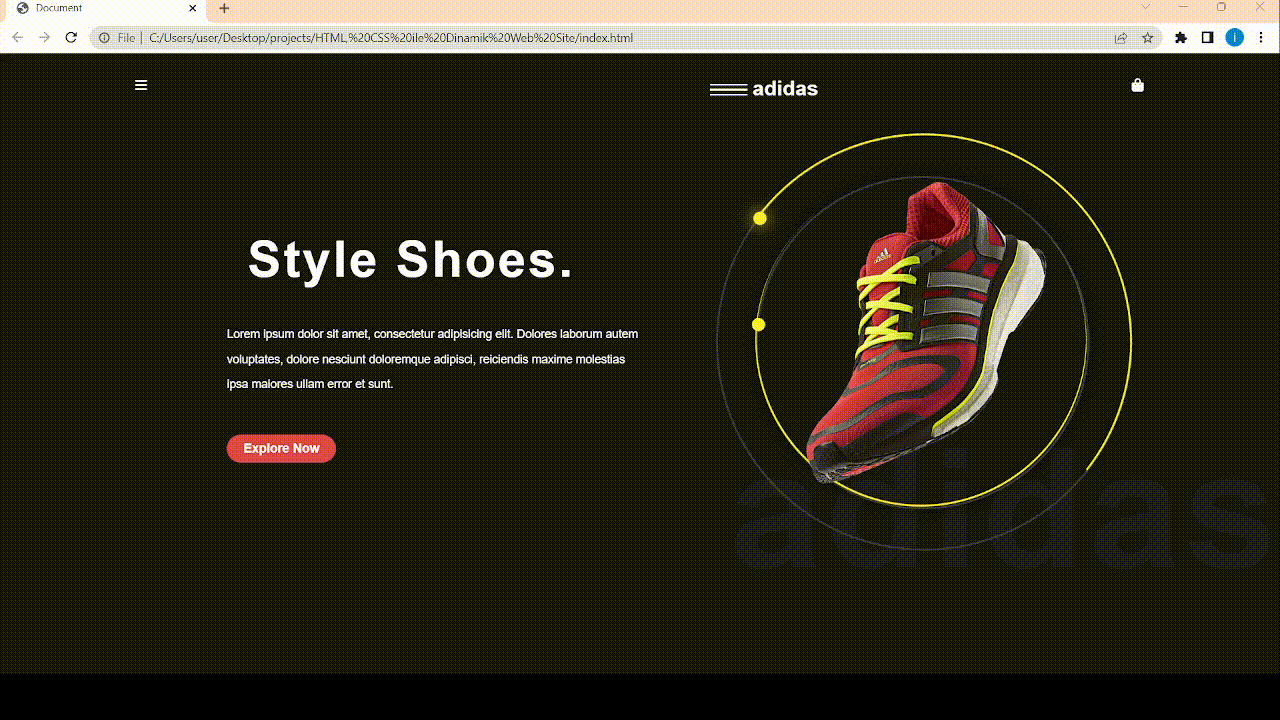 Document
File | C:/Users/user/Desktop/projects/HTML,%20CSS%20ile%20Dinamik%20Web%20Site/index.html
i
adidas
Style Shoes.
Lorem ipsum dolor sit amet, consectetur adipisicing elit. Dolores laborum autem
voluptates, dolore nesciunt doloremque adipisci, reiciendis maxime molestias
ipsa maiores ullam error et sunt.
Explore Now
adidas